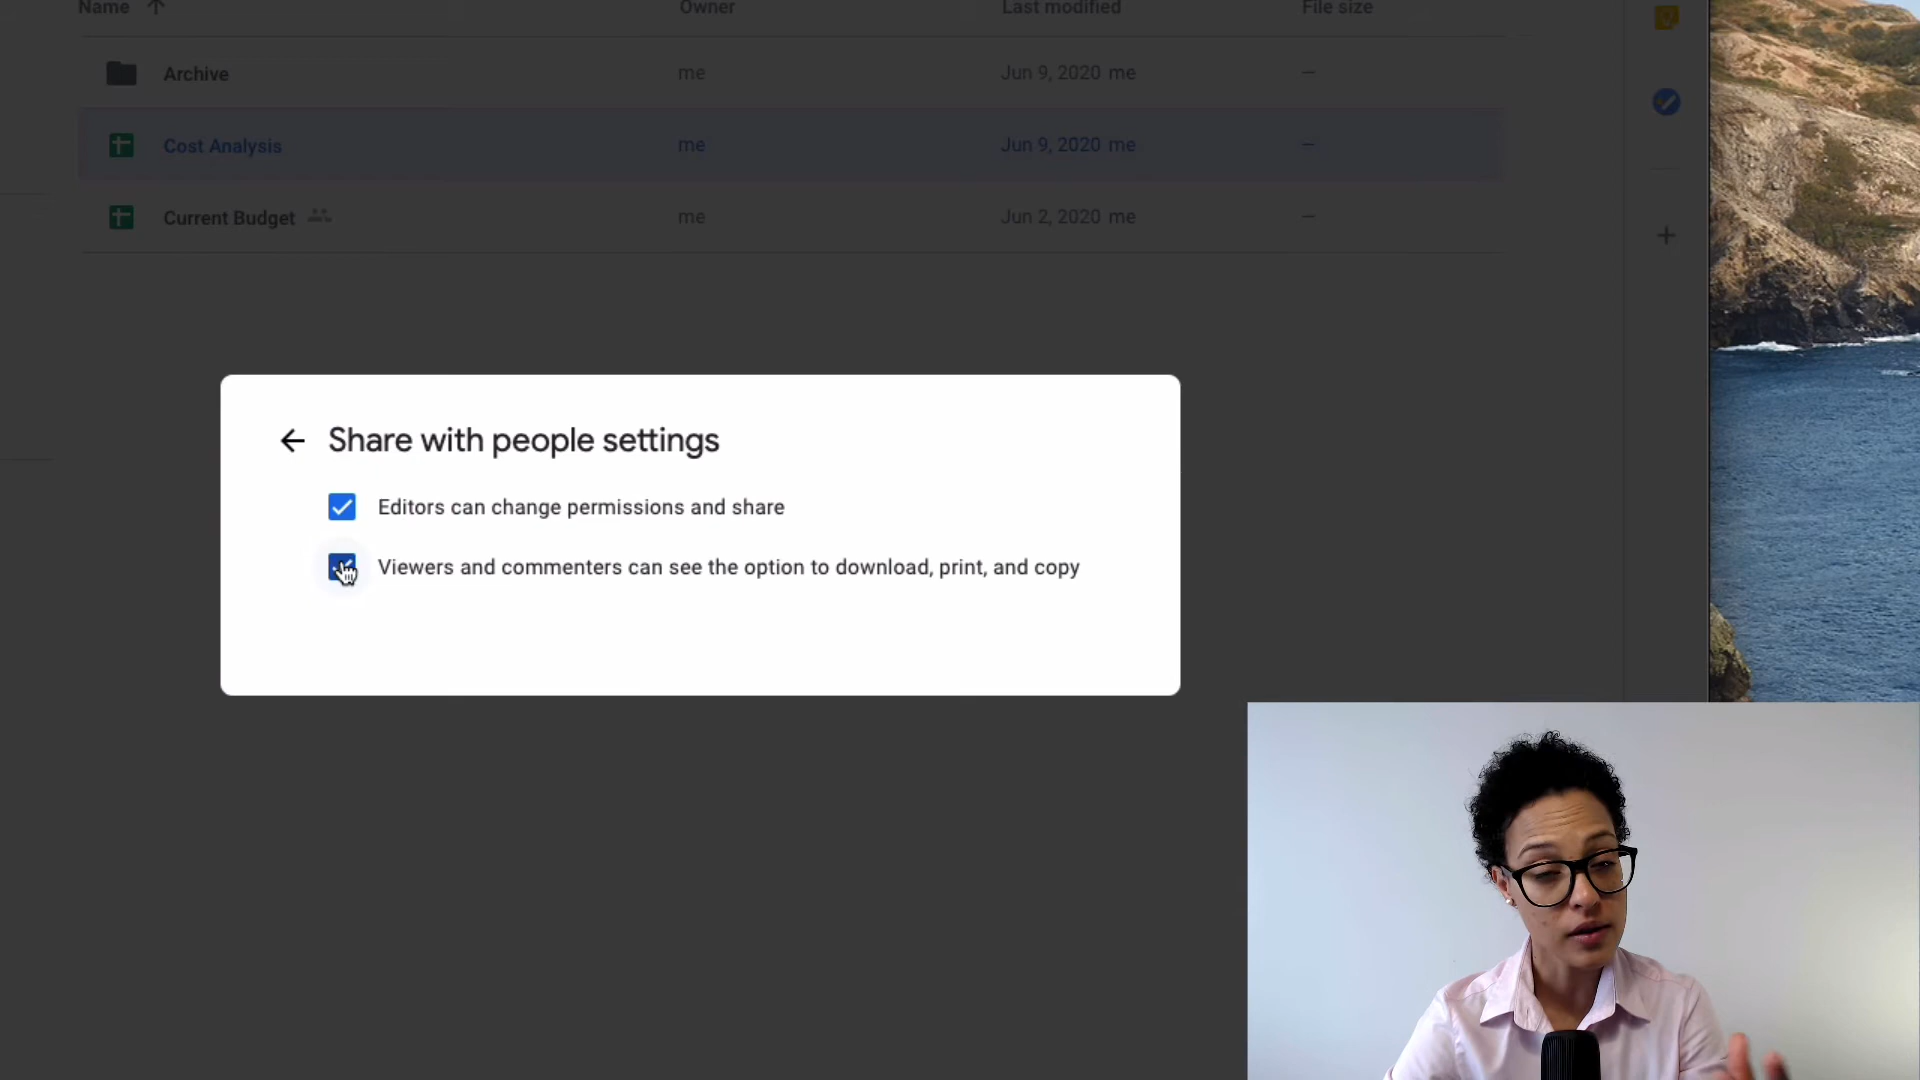 Name Owner Last modified File size
Archive me Jun 9, 2020 me —
Cost Analysis me Jun 9, 2020 me —
Current Budget me Jun 2, 2020 me —
Share with people settings
Editors can change permissions and share
Viewers and commenters can see the option to download, print, and copy